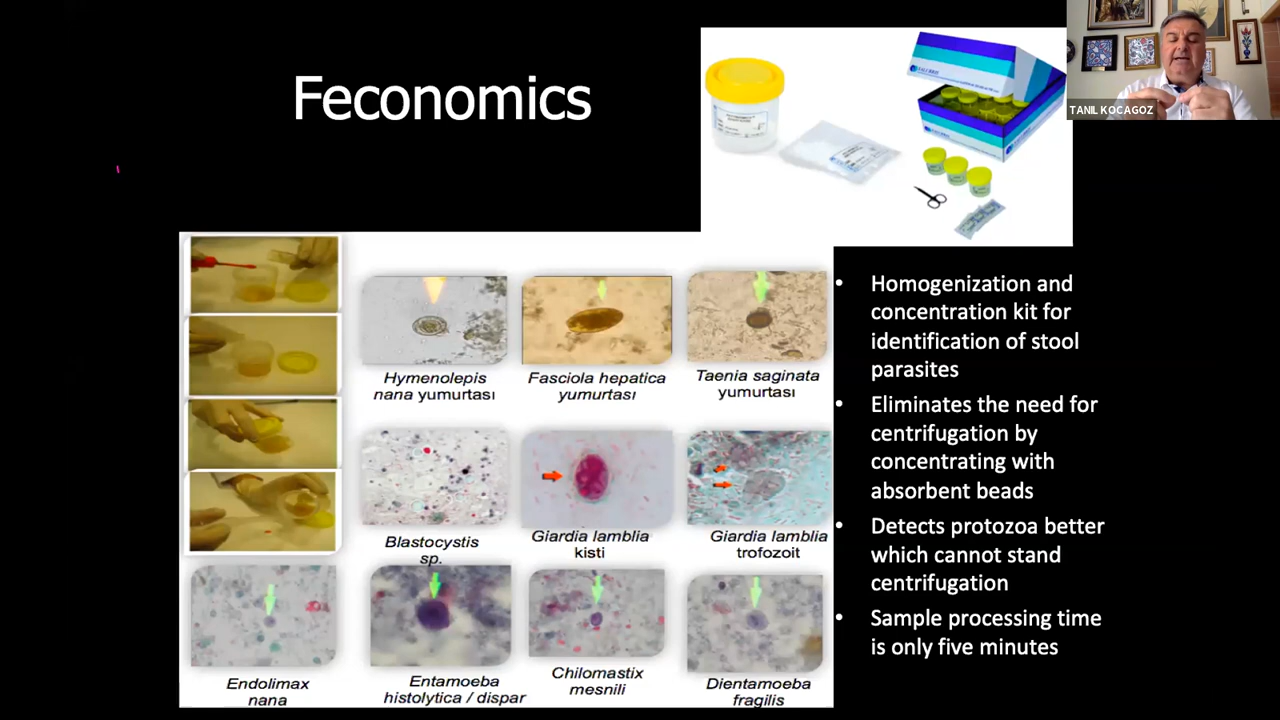 Feconomics
TANIL KOCAGOZ
Hymenolepis
nana yumurtası
Fasciola hepatica
yumurtası
Taenia saginata
yumurtası
Blastocystis
sp.
Giardia lamblia
kisti
Giardia lamblia
trofozoit
Endolimax
nana
Entamoeba
histolytica / dispar
Chilomastix
mesnili
Dientamoeba
fragilis
• Homogenization and
concentration kit for
identification of stool
parasites
• Eliminates the need for
centrifugation by
concentrating with
absorbent beads
• Detects protozoa better
which cannot stand
centrifugation
• Sample processing time
is only five minutes